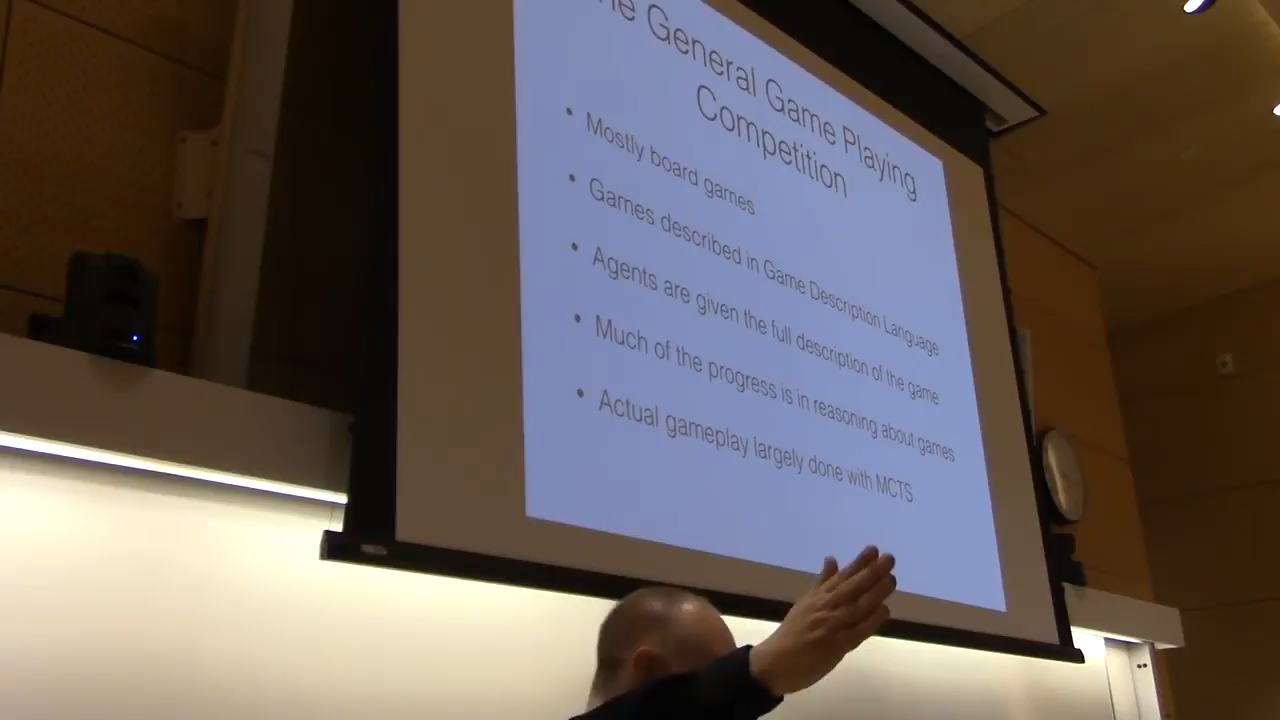 General Game Playing
Competition
• Mostly board games
• Games described in Game Description Language
• Agents are given the full description of the game
• Much of the progress is in reasoning about games
• Actual gameplay largely done with MCTS